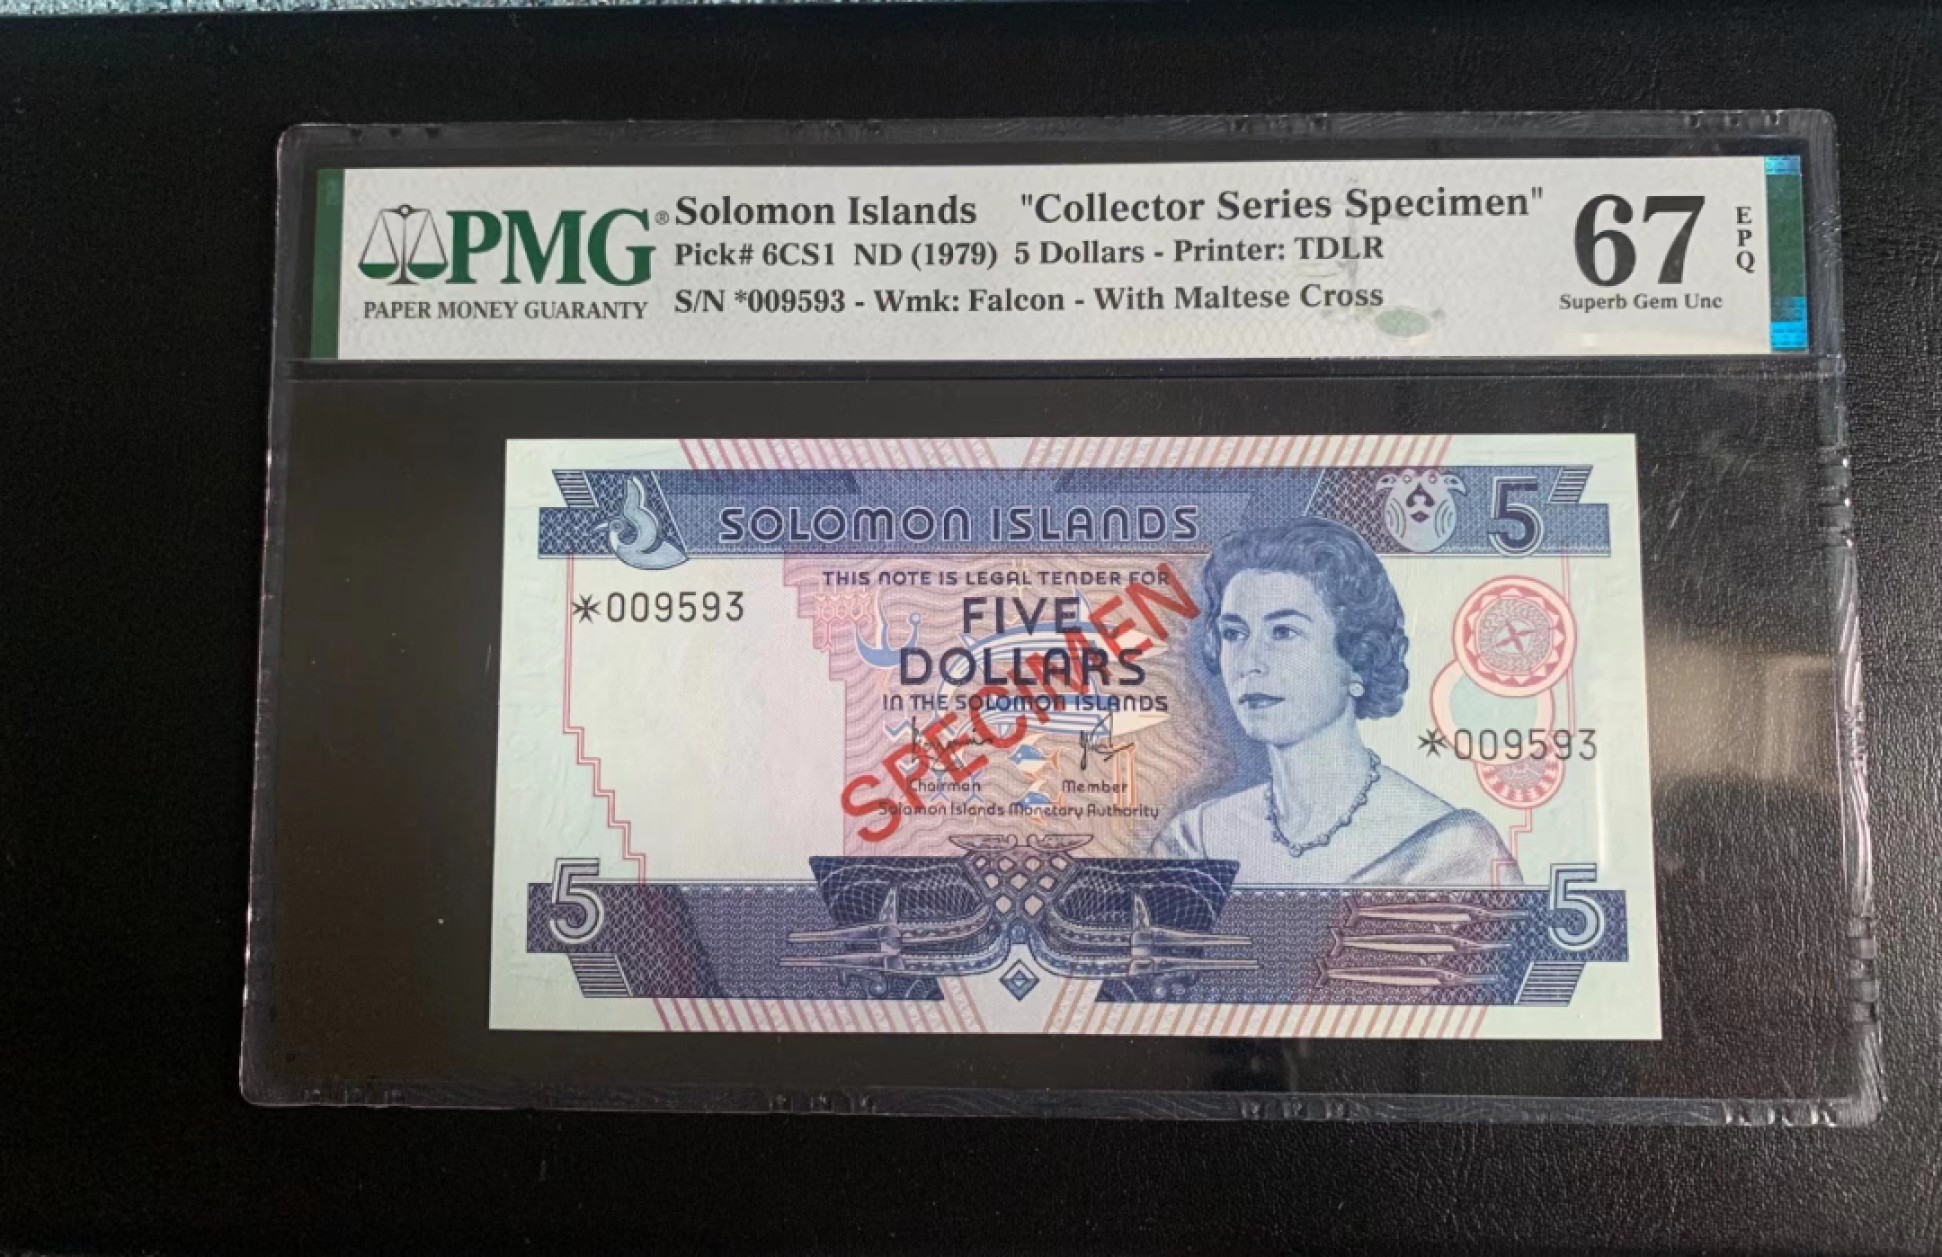 PMG®
PAPER MONEY GUARANTY
Solomon Islands "Collector Series Specimen"
Pick# 6CS1 ND (1979) 5 Dollars - Printer: TDLR
S/N *009593 - Wmk: Falcon - With Maltese Cross
67
EPQ
Superb Gem Unc
SOLOMON ISLANDS
5
THIS NOTE IS LEGAL TENDER FOR
*009593
FIVE
DOLLARS
IN THE SOLOMON ISLANDS
SPECIMEN
*009593
Chairman Member
Solomon Islands Monetary Authority
5
5